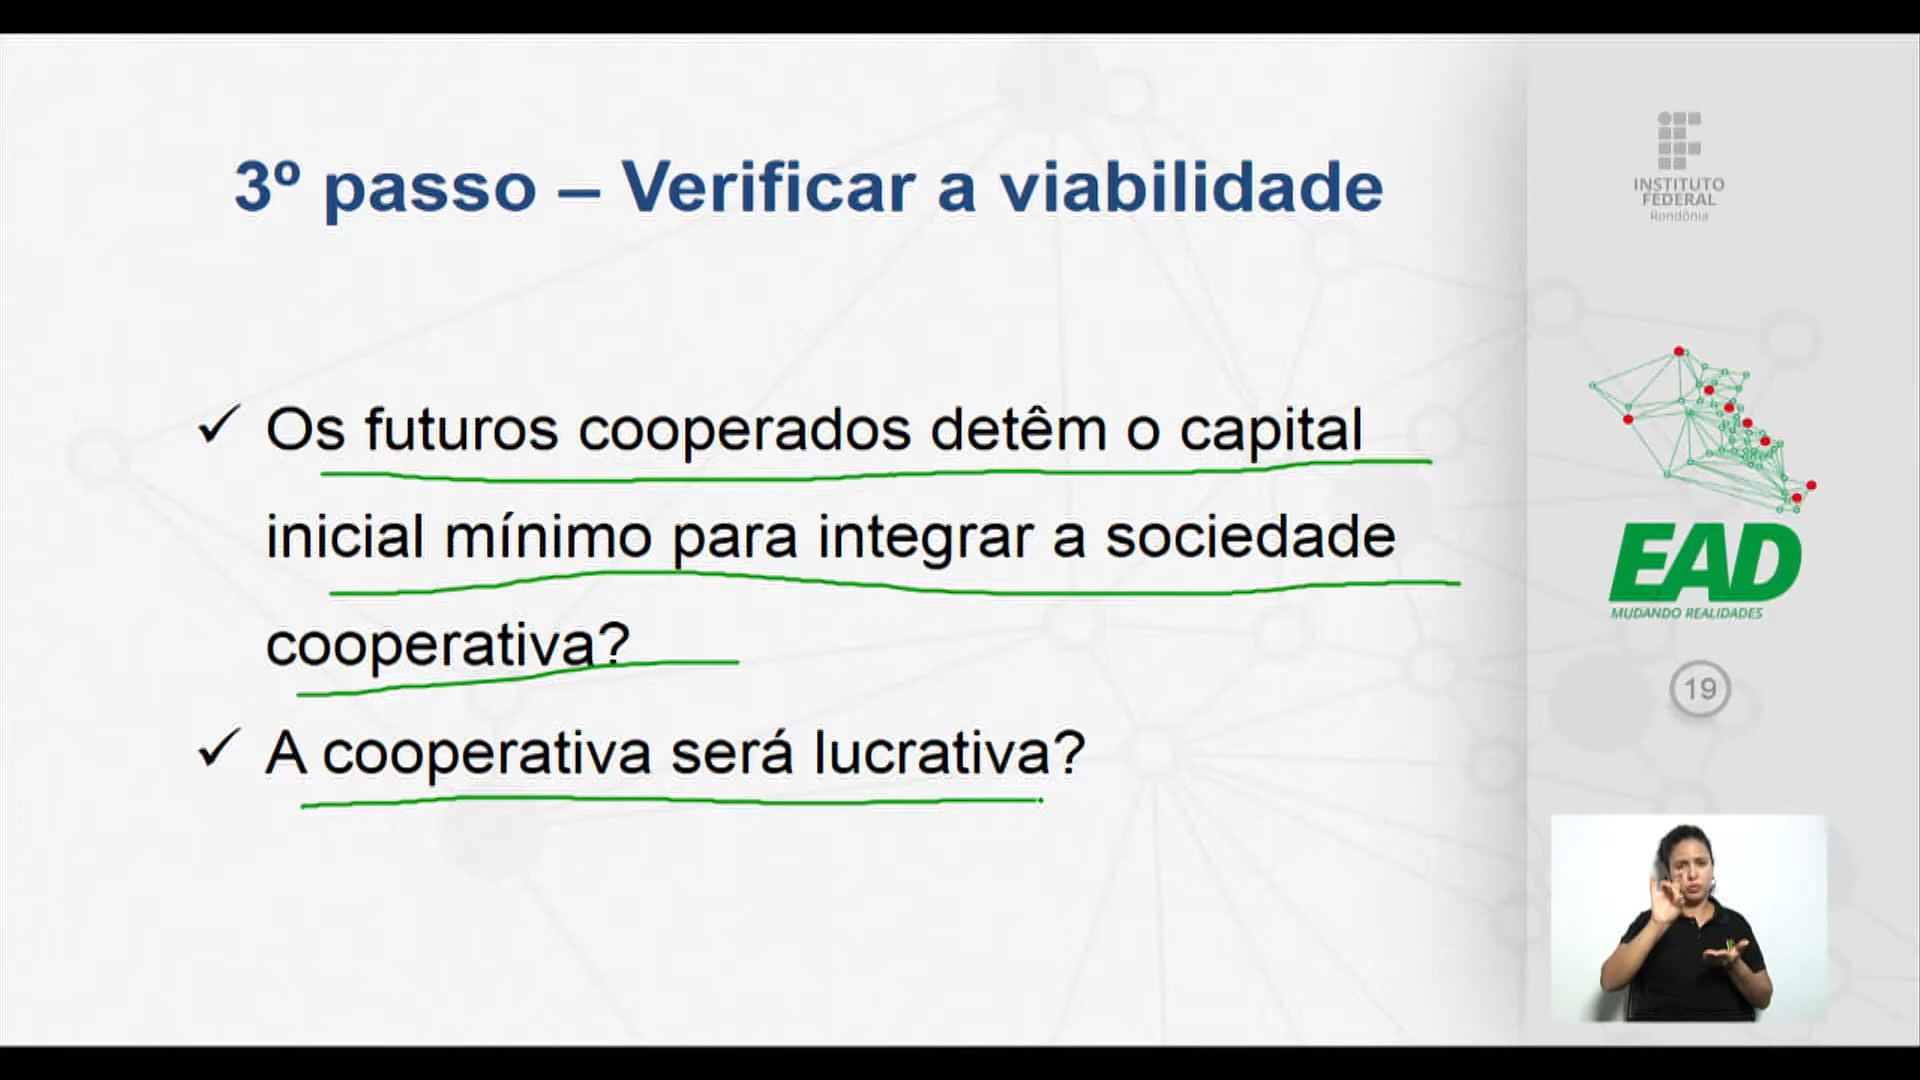 3º passo – Verificar a viabilidade
✓ Os futuros cooperados detêm o capital
inicial mínimo para integrar a sociedade
cooperativa?
✓ A cooperativa será lucrativa?
INSTITUTO
FEDERAL
Rondônia
EAD
MUDANDO REALIDADES
19